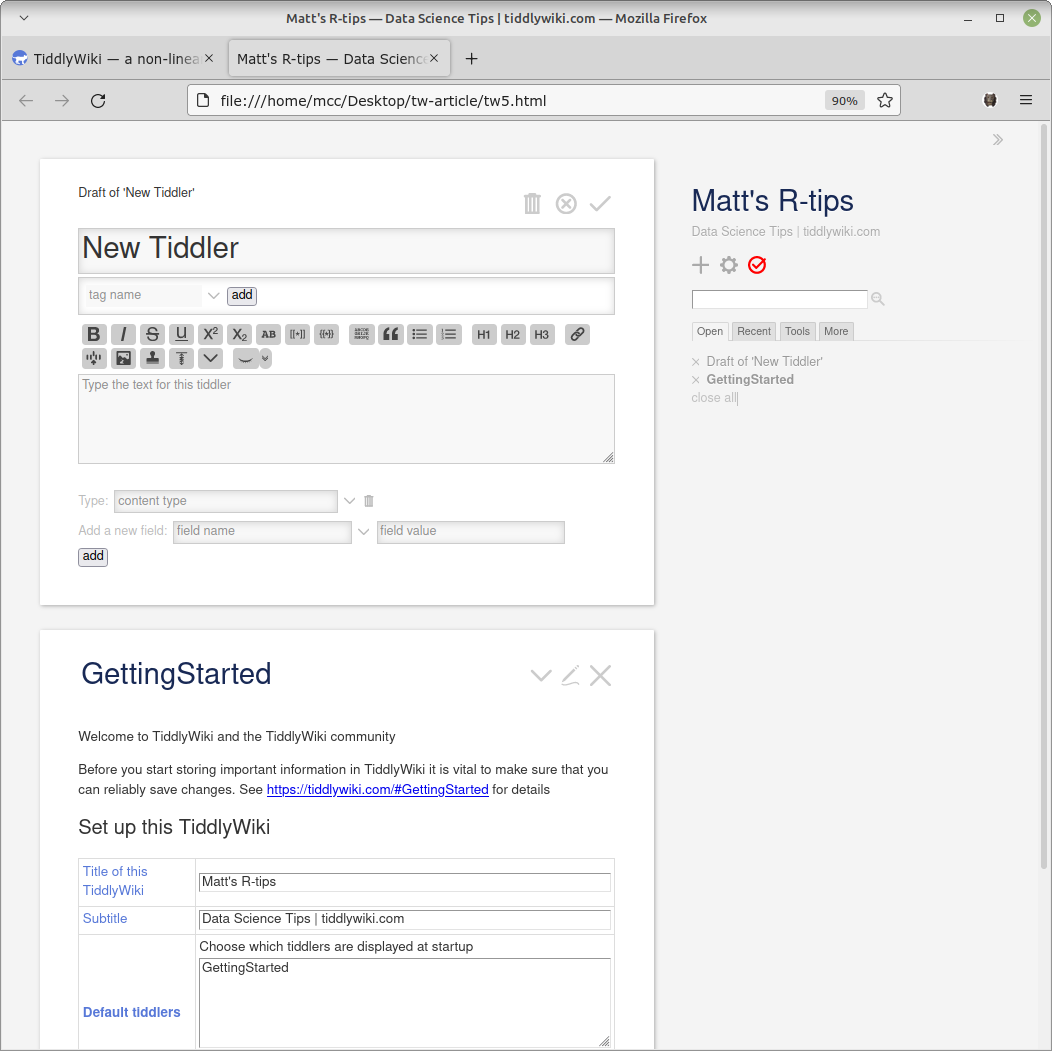 Matt's R-tips — Data Science Tips | tiddlywiki.com — Mozilla Firefox
TiddlyWiki — a non-linea
Matt's R-tips — Data Science
file:///home/mcc/Desktop/tw-article/tw5.html
90%
Draft of 'New Tiddler'
New Tiddler
tag name
add
B I S U X² X₂ AB [[*]] {{*}} H1 H2 H3
Type the text for this tiddler
Type: content type
Add a new field: field name field value
add
GettingStarted
Welcome to TiddlyWiki and the TiddlyWiki community
Before you start storing important information in TiddlyWiki it is vital to make sure that you
can reliably save changes. See https://tiddlywiki.com/#GettingStarted for details
Set up this TiddlyWiki
Title of this
TiddlyWiki
Matt's R-tips
Subtitle
Data Science Tips | tiddlywiki.com
Choose which tiddlers are displayed at startup
Default tiddlers
GettingStarted
Matt's R-tips
Data Science Tips | tiddlywiki.com
Open Recent Tools More
× Draft of 'New Tiddler'
× GettingStarted
close all